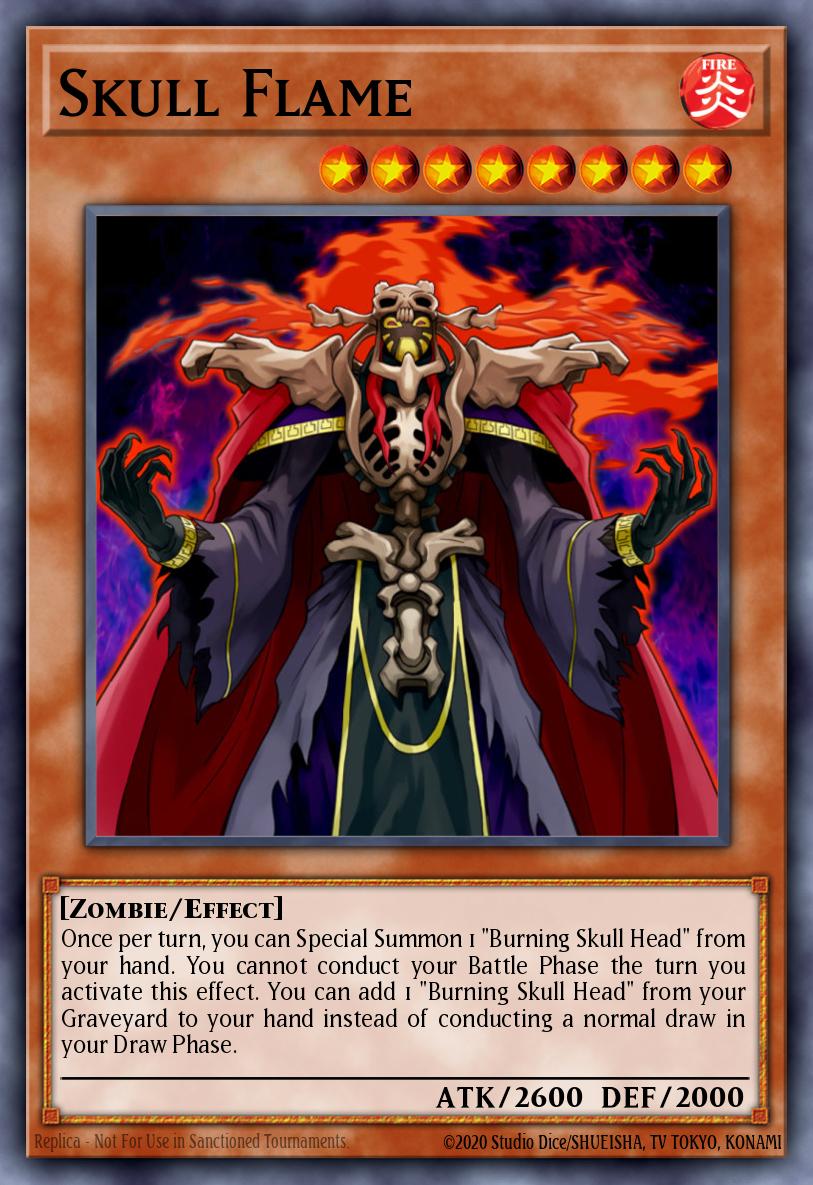 Skull Flame
FIRE
炎
[Zombie/Effect]
Once per turn, you can Special Summon 1 "Burning Skull Head" from
your hand. You cannot conduct your Battle Phase the turn you
activate this effect. You can add 1 "Burning Skull Head" from your
Graveyard to your hand instead of conducting a normal draw in
your Draw Phase.
ATK/2600 DEF/2000
Replica - Not For Use in Sanctioned Tournaments.
©2020 Studio Dice/SHUEISHA, TV TOKYO, KONAMI